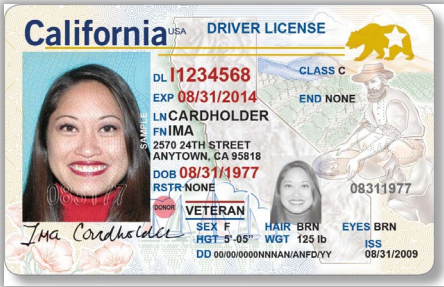 California USA DRIVER LICENSE
DL I1234568 CLASS C
EXP 08/31/2014 END NONE
LN CARDHOLDER
FN IMA
2570 24TH STREET
ANYTOWN, CA 95818
DOB 08/31/1977
RSTR NONE 08311977
DONOR
VETERAN
SEX F HAIR BRN EYES BRN
HGT 5'-05" WGT 125 lb ISS
DD 00/00/0000NNNAN/ANFD/YY 08/31/2009
SAMPLE
083177
Ima Cardholder